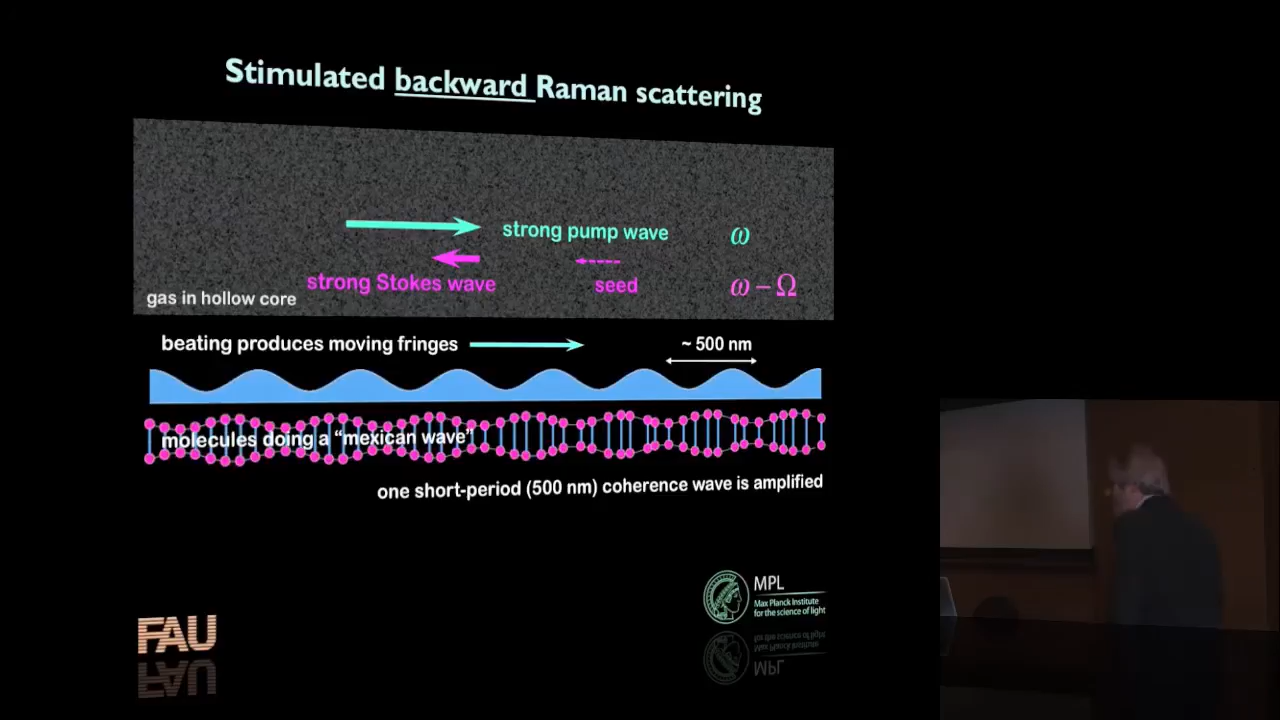 Stimulated backward Raman scattering
strong pump wave ω
strong Stokes wave seed ω − Ω
gas in hollow core
beating produces moving fringes ~ 500 nm
molecules doing a “mexican wave”
one short-period (500 nm) coherence wave is amplified
MPL
Max Planck Institute
for the science of light
FAU